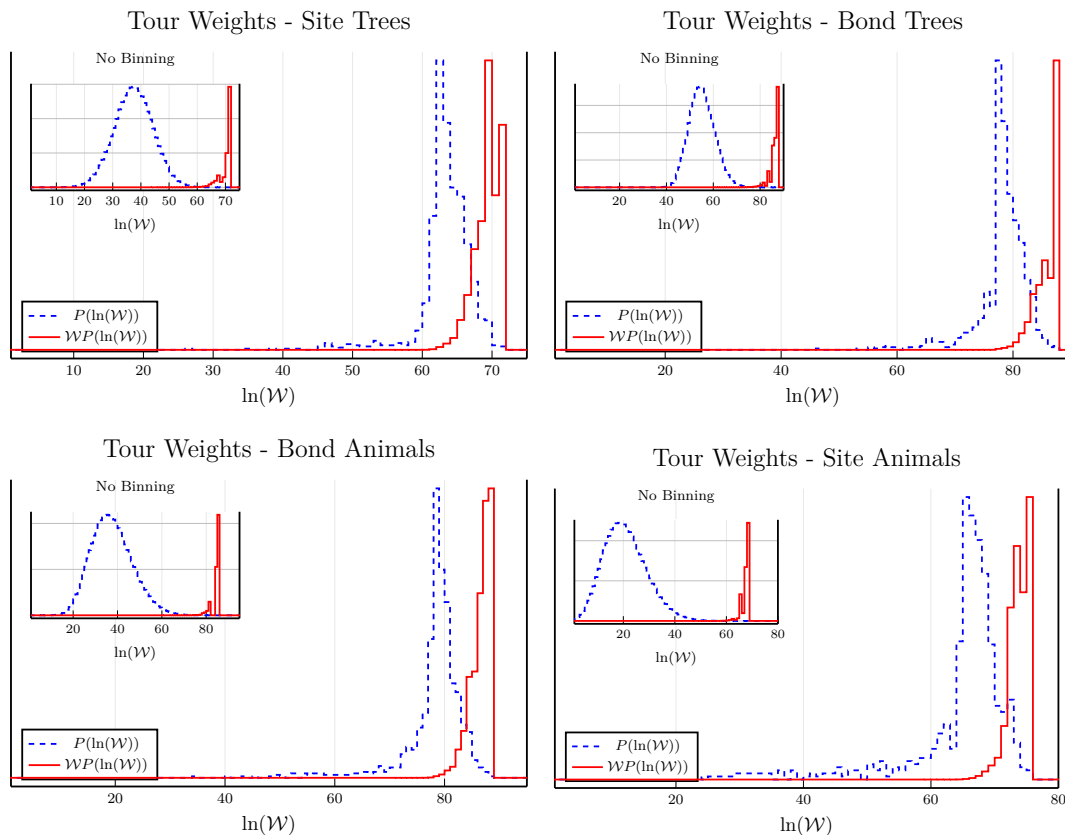 Tour Weights - Site Trees
No Binning
10 20 30 40 50 60 70
ln(𝒲)
P(ln(𝒲))
𝒲P(ln(𝒲))
10 20 30 40 50 60 70
ln(𝒲)
Tour Weights - Bond Trees
No Binning
20 40 60 80
ln(𝒲)
P(ln(𝒲))
𝒲P(ln(𝒲))
20 40 60 80
ln(𝒲)
Tour Weights - Bond Animals
No Binning
20 40 60 80
ln(𝒲)
P(ln(𝒲))
𝒲P(ln(𝒲))
20 40 60 80
ln(𝒲)
Tour Weights - Site Animals
No Binning
20 40 60 80
ln(𝒲)
P(ln(𝒲))
𝒲P(ln(𝒲))
20 40 60 80
ln(𝒲)